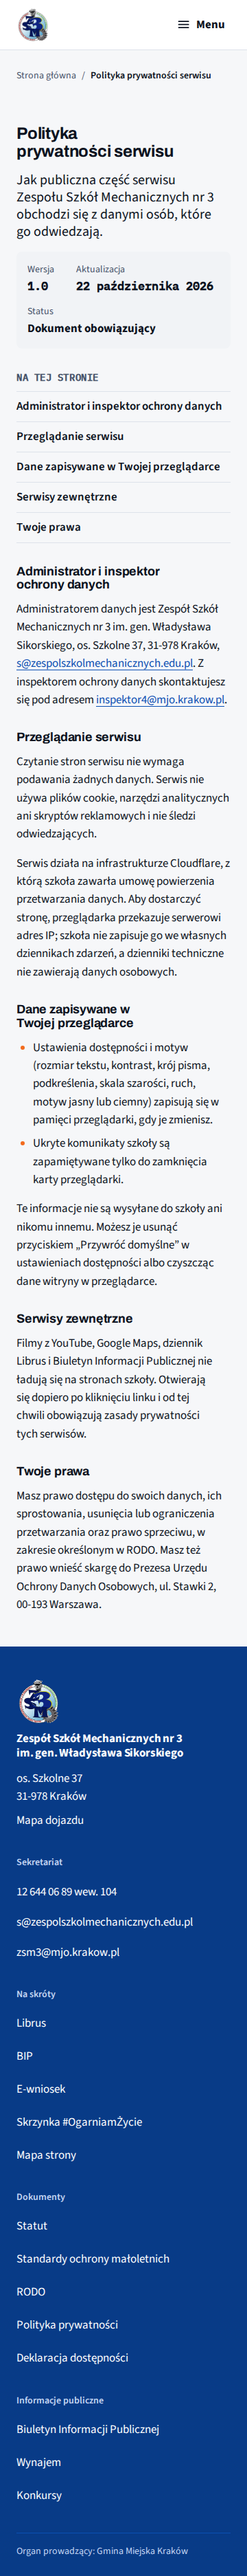 Menu
Strona główna / Polityka prywatności serwisu
Polityka
prywatności serwisu
Jak publiczna część serwisu
Zespołu Szkół Mechanicznych nr 3
obchodzi się z danymi osób, które
go odwiedzają.
Wersja
1.0
Aktualizacja
22 października 2026
Status
Dokument obowiązujący
NA TEJ STRONIE
Administrator i inspektor ochrony danych
Przeglądanie serwisu
Dane zapisywane w Twojej przeglądarce
Serwisy zewnętrzne
Twoje prawa
Administrator i inspektor
ochrony danych
Administratorem danych jest Zespół Szkół
Mechanicznych nr 3 im. gen. Władysława
Sikorskiego, os. Szkolne 37, 31-978 Kraków,
s@zespolszkolmechanicznych.edu.pl. Z
inspektorem ochrony danych skontaktujesz
się pod adresem inspektor4@mjo.krakow.pl.
Przeglądanie serwisu
Czytanie stron serwisu nie wymaga
podawania żadnych danych. Serwis nie
używa plików cookie, narzędzi analitycznych
ani skryptów reklamowych i nie śledzi
odwiedzających.
Serwis działa na infrastrukturze Cloudflare, z
którą szkoła zawarła umowę powierzenia
przetwarzania danych. Aby dostarczyć
stronę, przeglądarka przekazuje serwerowi
adres IP; szkoła nie zapisuje go we własnych
dziennikach zdarzeń, a dzienniki techniczne
nie zawierają danych osobowych.
Dane zapisywane w
Twojej przeglądarce
Ustawienia dostępności i motyw
(rozmiar tekstu, kontrast, krój pisma,
podkreślenia, skala szarości, ruch,
motyw jasny lub ciemny) zapisują się w
pamięci przeglądarki, gdy je zmienisz.
Ukryte komunikaty szkoły są
zapamiętywane tylko do zamknięcia
karty przeglądarki.
Te informacje nie są wysyłane do szkoły ani
nikomu innemu. Możesz je usunąć
przyciskiem „Przywróć domyślne” w
ustawieniach dostępności albo czyszcząc
dane witryny w przeglądarce.
Serwisy zewnętrzne
Filmy z YouTube, Google Maps, dziennik
Librus i Biuletyn Informacji Publicznej nie
ładują się na stronach szkoły. Otwierają
się dopiero po kliknięciu linku i od tej
chwili obowiązują zasady prywatności
tych serwisów.
Twoje prawa
Masz prawo dostępu do swoich danych, ich
sprostowania, usunięcia lub ograniczenia
przetwarzania oraz prawo sprzeciwu, w
zakresie określonym w RODO. Masz też
prawo wnieść skargę do Prezesa Urzędu
Ochrony Danych Osobowych, ul. Stawki 2,
00-193 Warszawa.
Zespół Szkół Mechanicznych nr 3
im. gen. Władysława Sikorskiego
os. Szkolne 37
31-978 Kraków
Mapa dojazdu
Sekretariat
12 644 06 89 wew. 104
s@zespolszkolmechanicznych.edu.pl
zsm3@mjo.krakow.pl
Na skróty
Librus
BIP
E-wniosek
Skrzynka #OgarniamŻycie
Mapa strony
Dokumenty
Statut
Standardy ochrony małoletnich
RODO
Polityka prywatności
Deklaracja dostępności
Informacje publiczne
Biuletyn Informacji Publicznej
Wynajem
Konkursy
Organ prowadzący: Gmina Miejska Kraków